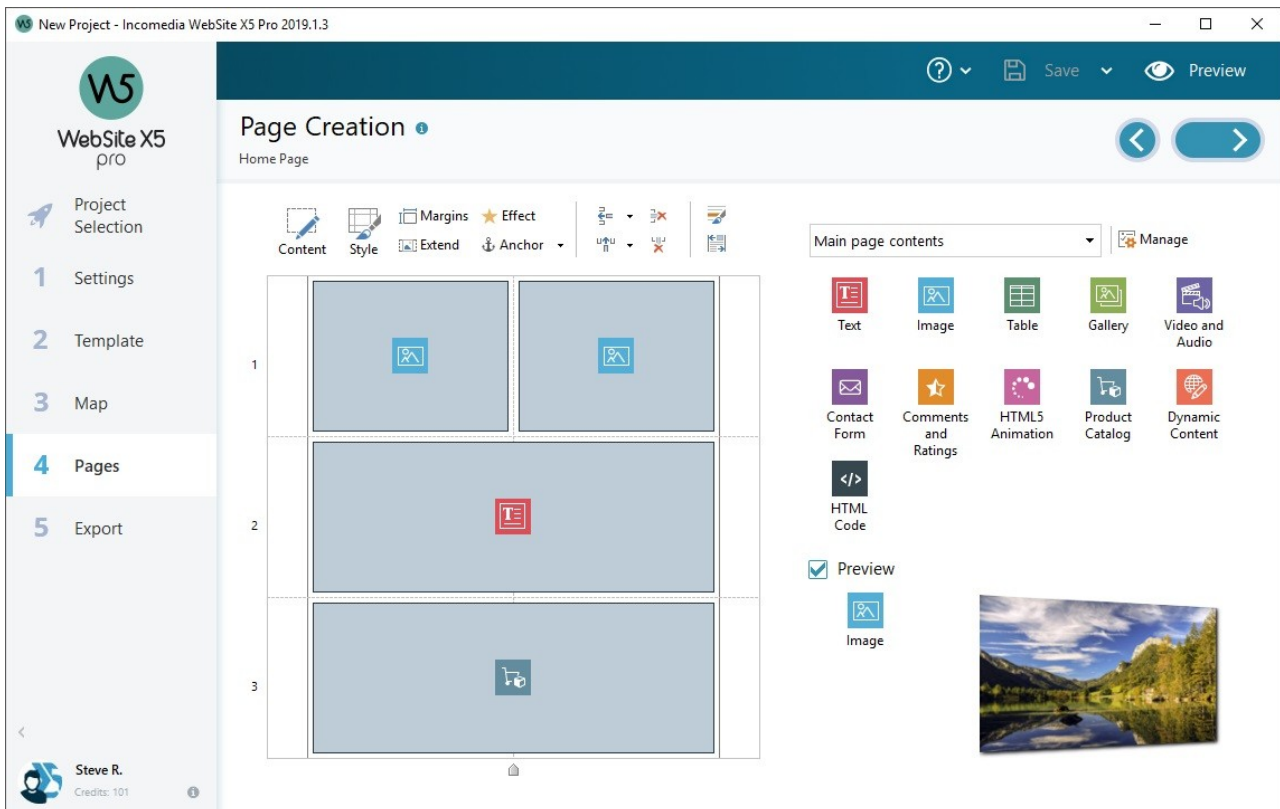 New Project - Incomedia WebSite X5 Pro 2019.1.3
W5
WebSite X5
pro
Save
Preview
Page Creation
Home Page
Project
Selection
1 Settings
2 Template
3 Map
4 Pages
5 Export
Steve R.
Credits: 101
Content
Style
Margins
Effect
Extend
Anchor
1
2
3
Main page contents
Manage
Text
Image
Table
Gallery
Video and
Audio
Contact
Form
Comments
and
Ratings
HTML5
Animation
Product
Catalog
Dynamic
Content
HTML
Code
Preview
Image